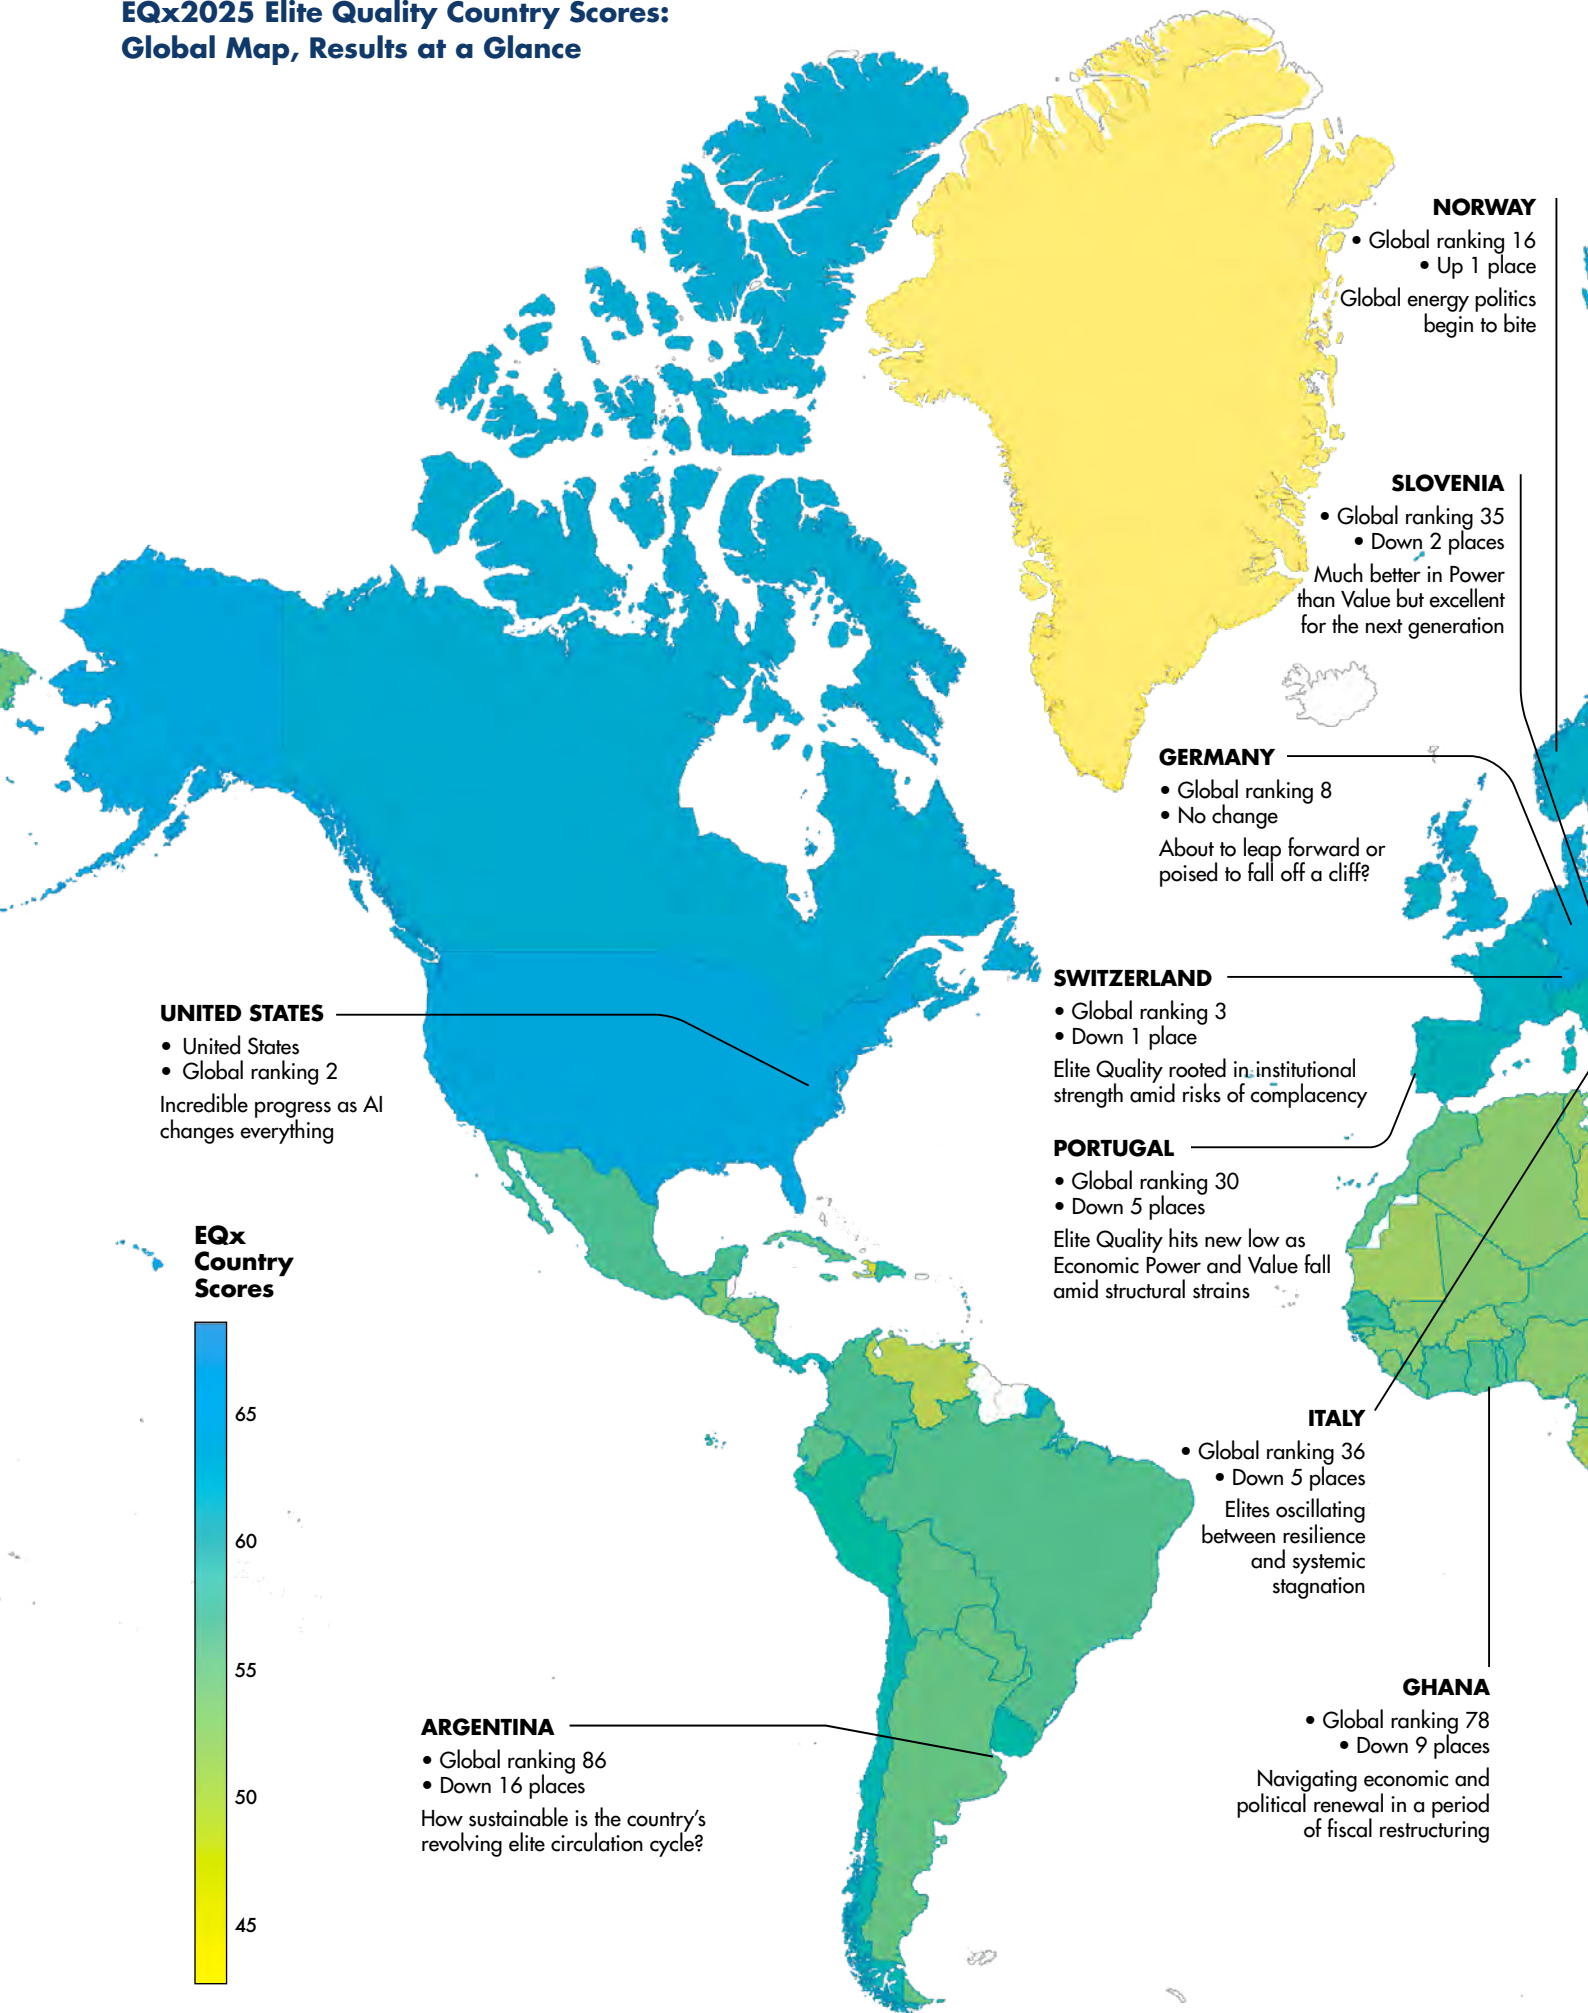 EQx2025 Elite Quality Country Scores:
Global Map, Results at a Glance
NORWAY
• Global ranking 16
• Up 1 place
Global energy politics
begin to bite
SLOVENIA
• Global ranking 35
• Down 2 places
Much better in Power
than Value but excellent
for the next generation
GERMANY
• Global ranking 8
• No change
About to leap forward or
poised to fall off a cliff?
SWITZERLAND
• Global ranking 3
• Down 1 place
Elite Quality rooted in institutional
strength amid risks of complacency
UNITED STATES
• United States
• Global ranking 2
Incredible progress as AI
changes everything
PORTUGAL
• Global ranking 30
• Down 5 places
Elite Quality hits new low as
Economic Power and Value fall
amid structural strains
EQx
Country
Scores
65
60
55
50
45
ITALY
• Global ranking 36
• Down 5 places
Elites oscillating
between resilience
and systemic
stagnation
GHANA
• Global ranking 78
• Down 9 places
Navigating economic and
political renewal in a period
of fiscal restructuring
ARGENTINA
• Global ranking 86
• Down 16 places
How sustainable is the country's
revolving elite circulation cycle?